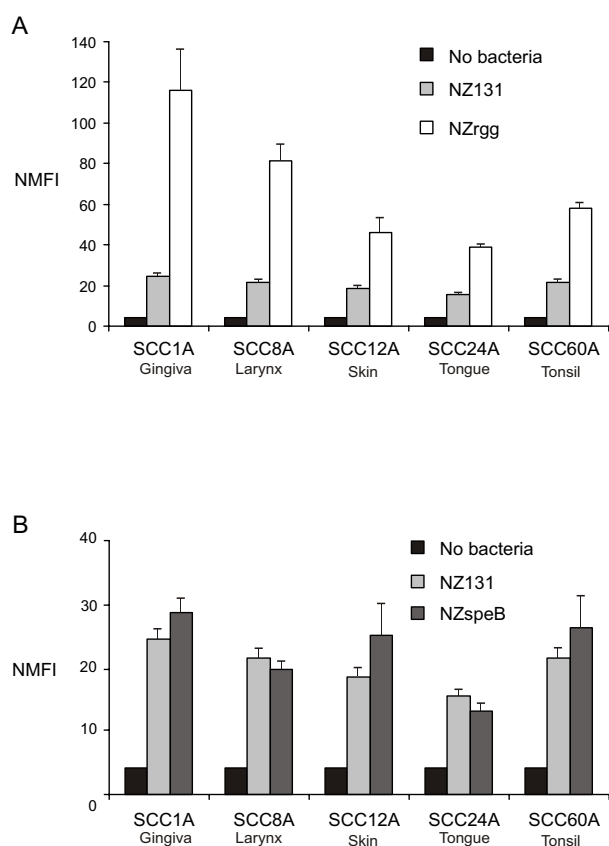 A
140
120
100
80
60
40
20
0
NMFI
No bacteria
NZ131
NZrgg
SCC1A SCC8A SCC12A SCC24A SCC60A
Gingiva Larynx Skin Tongue Tonsil
B
40
30
20
10
0
NMFI
No bacteria
NZ131
NZspeB
SCC1A SCC8A SCC12A SCC24A SCC60A
Gingiva Larynx Skin Tongue Tonsil